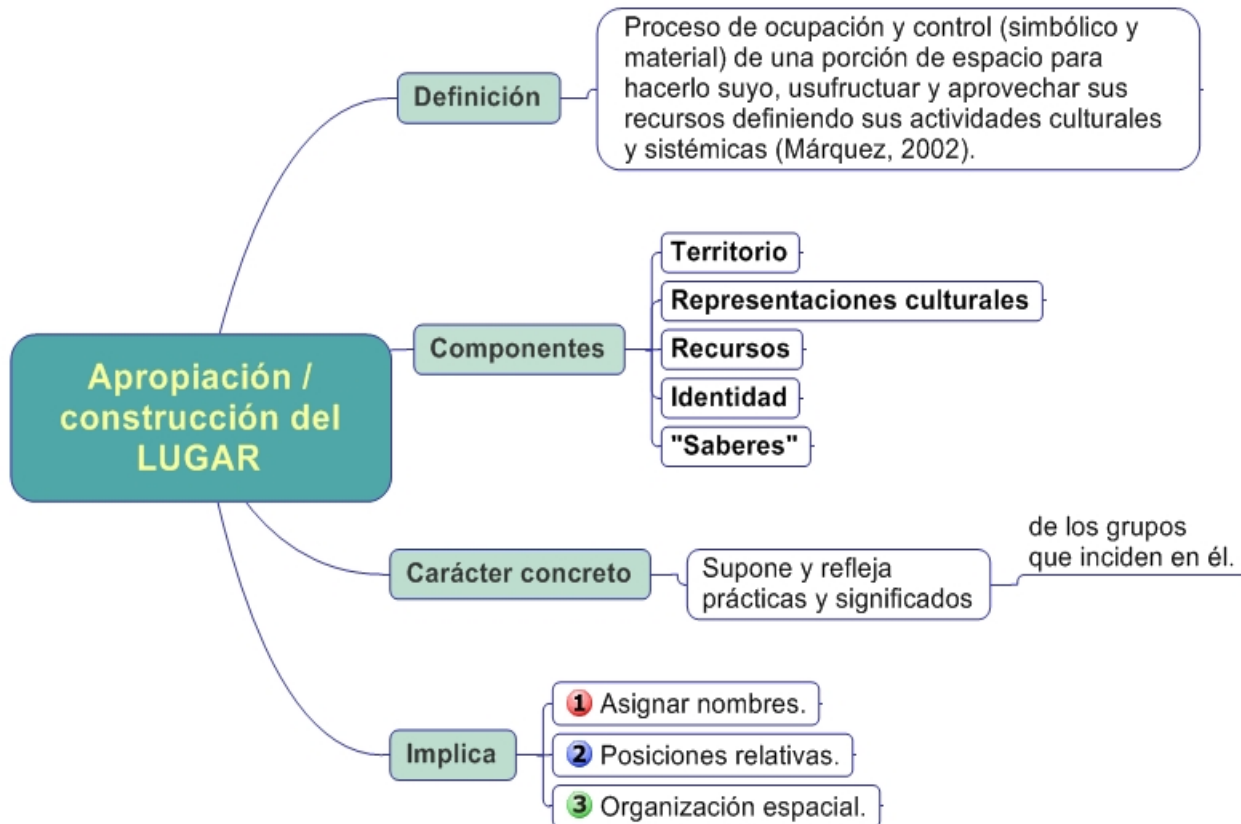 Apropiación /
construcción del
LUGAR
Definición
Proceso de ocupación y control (simbólico y
material) de una porción de espacio para
hacerlo suyo, usufructuar y aprovechar sus
recursos definiendo sus actividades culturales
y sistémicas (Márquez, 2002).
Componentes
Territorio
Representaciones culturales
Recursos
Identidad
"Saberes"
Carácter concreto
Supone y refleja
prácticas y significados
de los grupos
que inciden en él.
Implica
1 Asignar nombres.
2 Posiciones relativas.
3 Organización espacial.